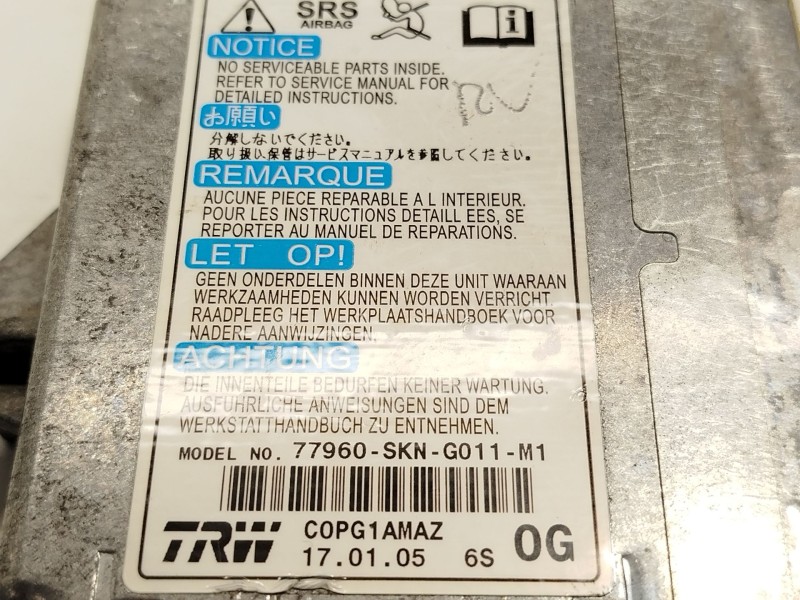 SRS
AIRBAG
NOTICE
NO SERVICEABLE PARTS INSIDE.
REFER TO SERVICE MANUAL FOR
DETAILED INSTRUCTIONS.
お願い
分解しないでください。
取り扱い、保管はサービスマニュアルを参照してください。
REMARQUE
AUCUNE PIECE REPARABLE A L INTERIEUR.
POUR LES INSTRUCTIONS DETAILL EES, SE
REPORTER AU MANUEL DE REPARATIONS.
LET OP!
GEEN ONDERDELEN BINNEN DEZE UNIT WAARAAN
WERKZAAMHEDEN KUNNEN WORDEN VERRICHT.
RAADPLEEG HET WERKPLAATSHANDBOEK VOOR
NADERE AANWIJZINGEN.
ACHTUNG
DIE INNENTEILE BEDURFEN KEINER WARTUNG.
AUSFUHRLICHE ANWEISUNGEN SIND DEM
WERKSTATTHANDBUCH ZU ENTNEHMEN.
MODEL NO. 77960-SKN-G011-M1
TRW COPG1AMAZ
17.01.05 6S 0G